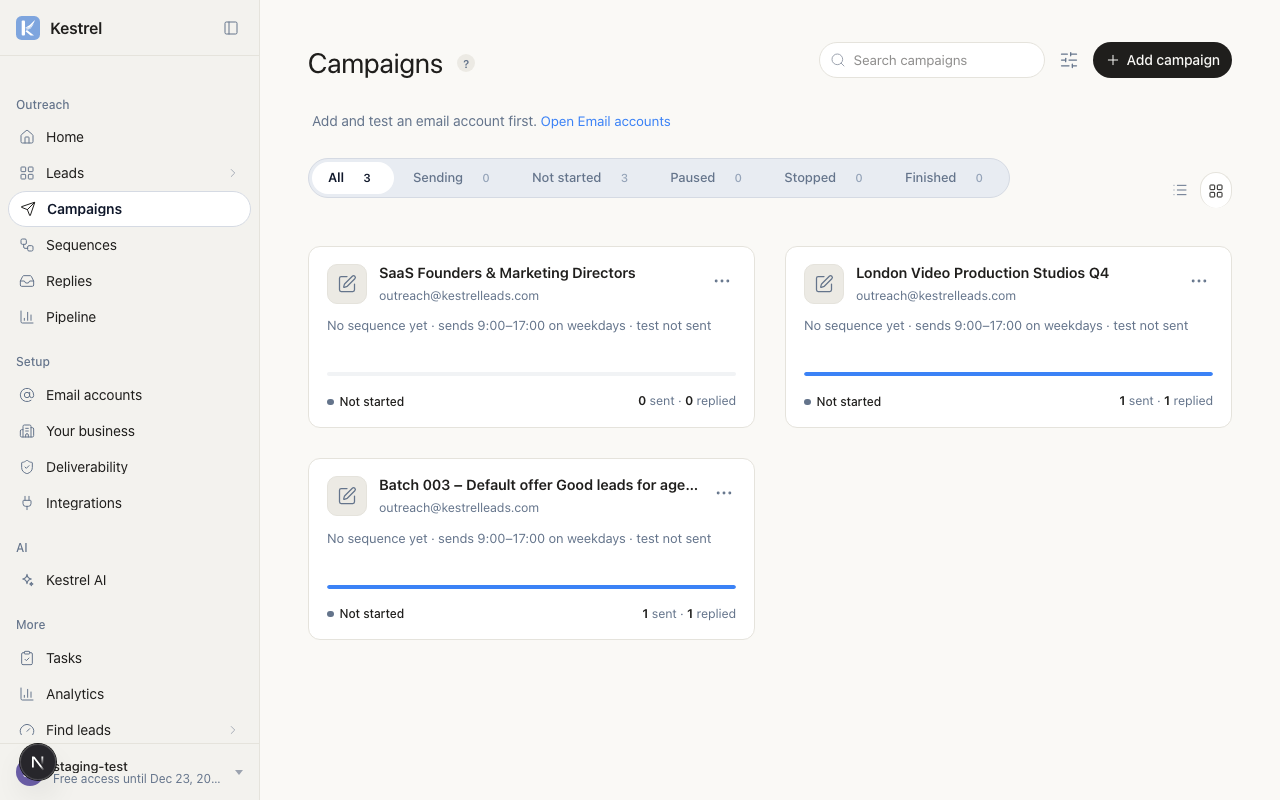 Kestrel
Outreach
Home
Leads
Campaigns
Sequences
Replies
Pipeline
Setup
Email accounts
Your business
Deliverability
Integrations
AI
Kestrel AI
More
Tasks
Analytics
Find leads
N
staging-test
Free access until Dec 23, 20...
Campaigns ?
Search campaigns
+ Add campaign
Add and test an email account first. Open Email accounts
All 3 Sending 0 Not started 3 Paused 0 Stopped 0 Finished 0
SaaS Founders & Marketing Directors
outreach@kestrelleads.com
No sequence yet · sends 9:00–17:00 on weekdays · test not sent
Not started 0 sent · 0 replied
London Video Production Studios Q4
outreach@kestrelleads.com
No sequence yet · sends 9:00–17:00 on weekdays · test not sent
Not started 1 sent · 1 replied
Batch 003 – Default offer Good leads for age...
outreach@kestrelleads.com
No sequence yet · sends 9:00–17:00 on weekdays · test not sent
Not started 1 sent · 1 replied